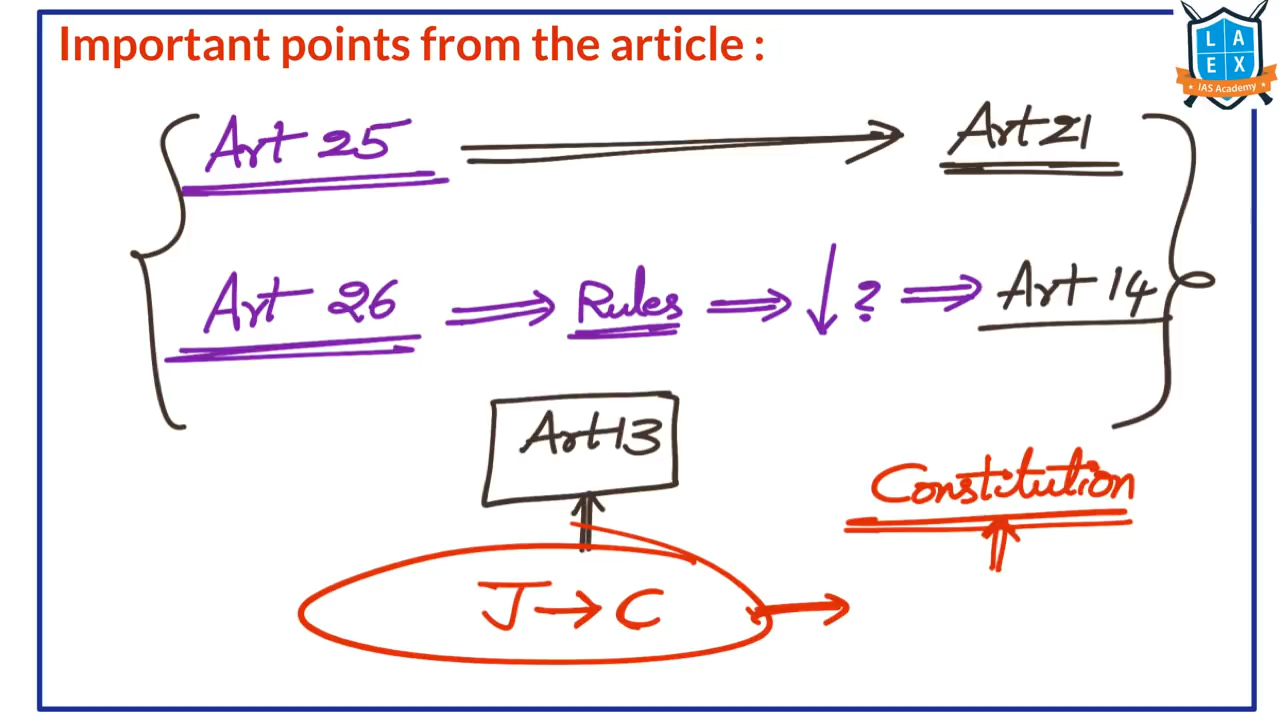 Important points from the article :
L A
E X
IAS Academy
Art 25 ⟹ Art 21
Art 26 ⟹ Rules ⟹ ↓ ? ⟹ Art 14
Art 13
Constitution
J → C →